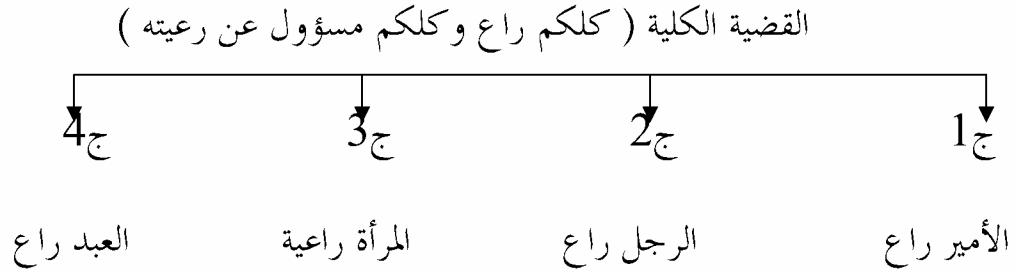 القضية الكلية ( كلكم راع وكلكم مسؤول عن رعيته )
ج1 ج2 ج3 ج4
الأمير راع الرجل راع المرأة راعية العبد راع